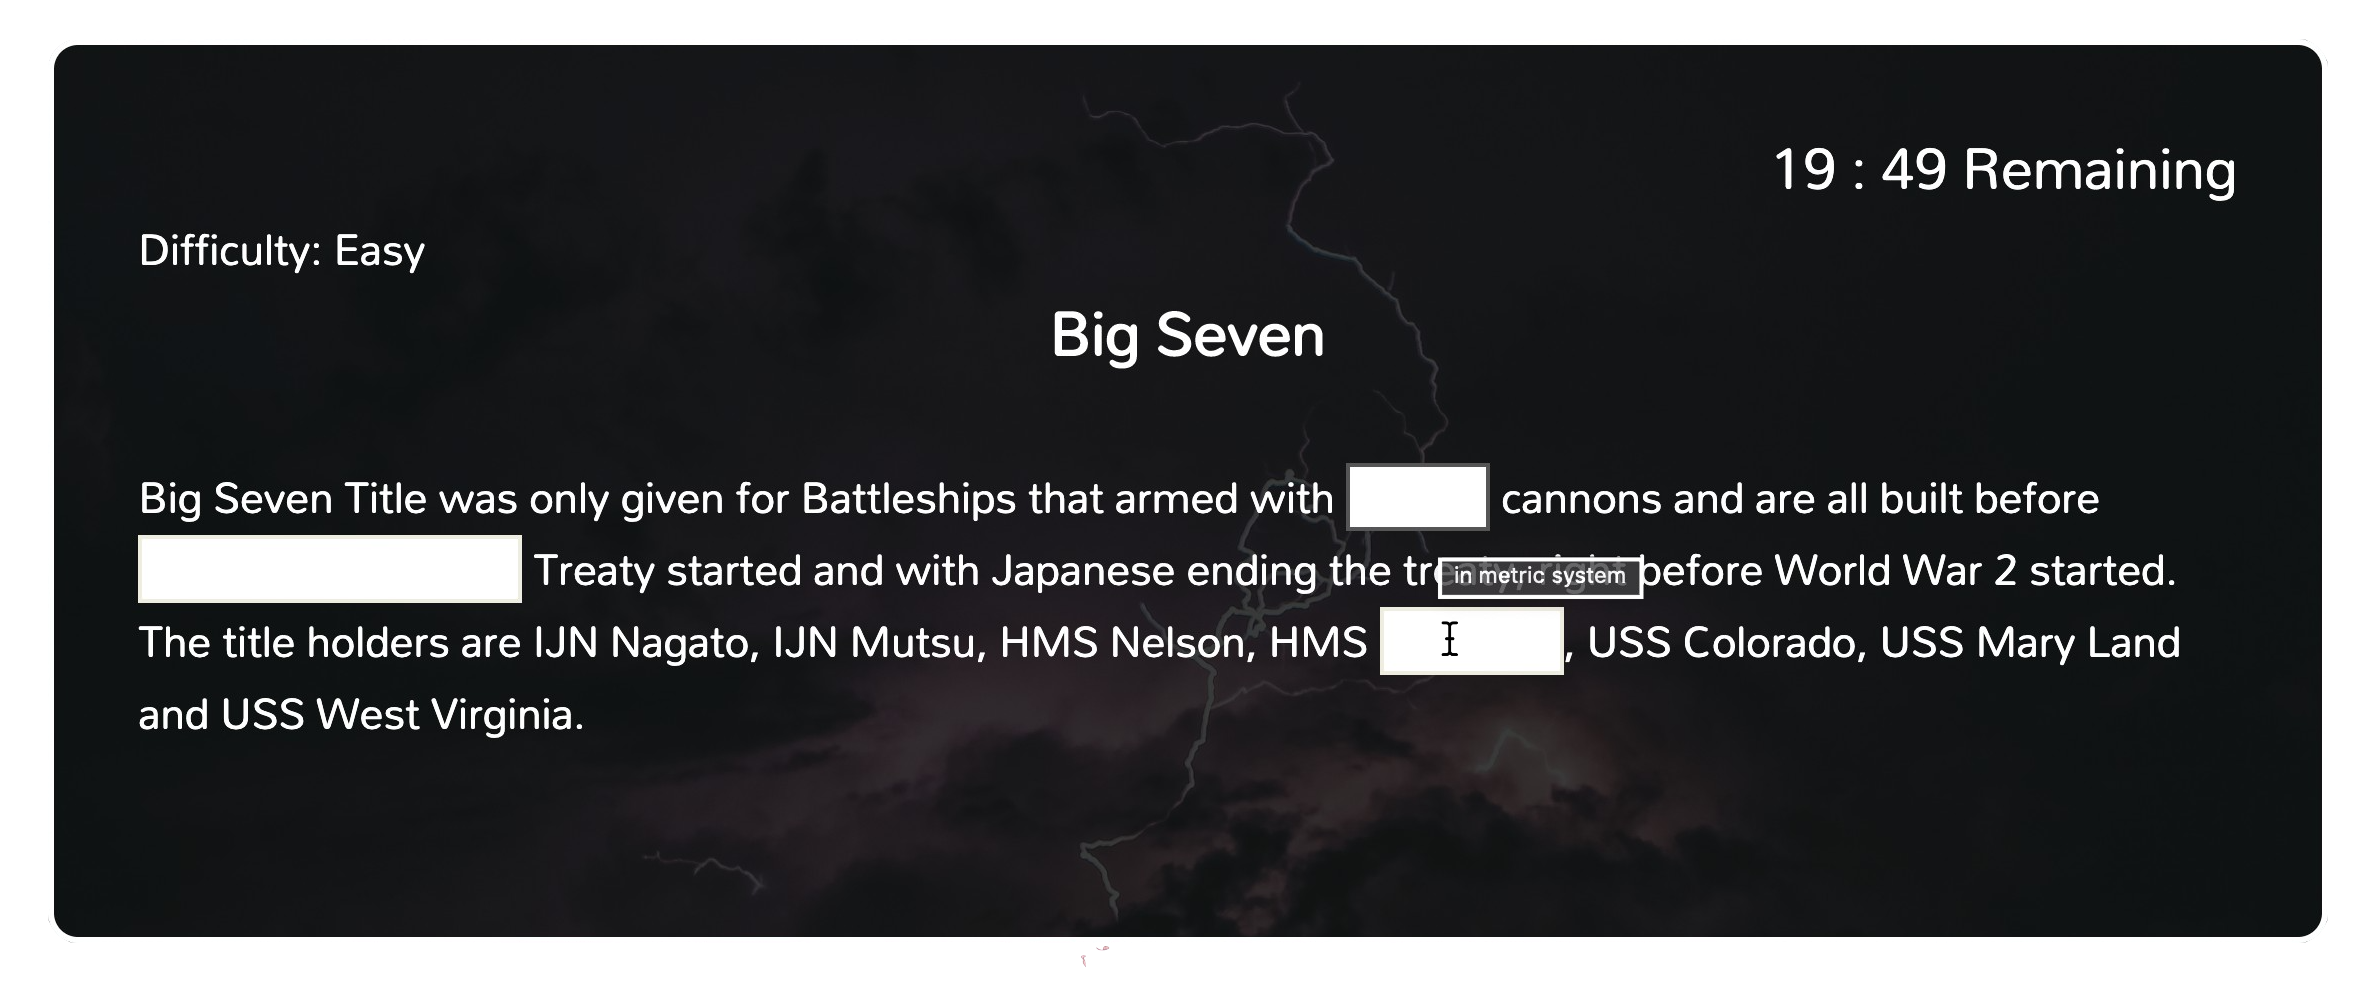 19 : 49 Remaining
Difficulty: Easy
Big Seven
Big Seven Title was only given for Battleships that armed with cannons and are all built before
Treaty started and with Japanese ending the treaty, right before World War 2 started.
in metric system
The title holders are IJN Nagato, IJN Mutsu, HMS Nelson, HMS , USS Colorado, USS Mary Land
and USS West Virginia.